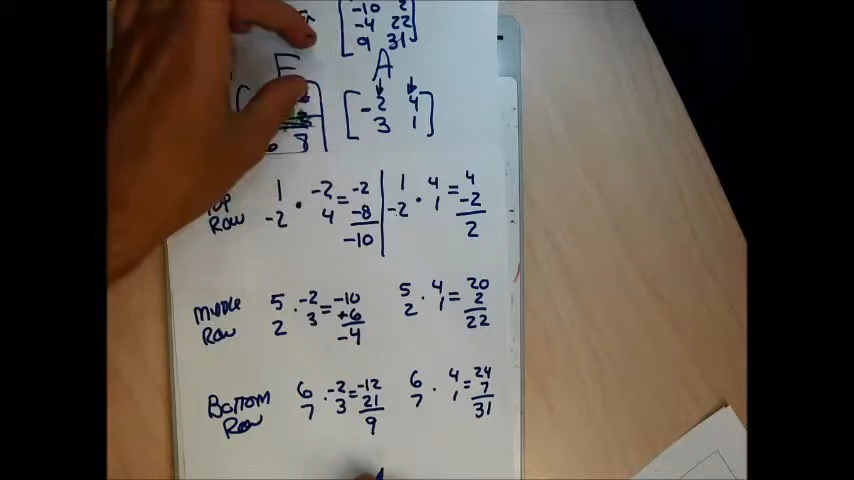 -10 2
-4 22
9 31
F A
6 8
-2 4
3 1
Top Row
1 · -2 = -2
-2 4 -8
-10
1 · 4 = 4
-2 1 -2
2
Middle Row
5 · -2 = -10
2 3 +6
-4
5 · 4 = 20
2 1 2
22
Bottom Row
6 · -2 = -12
7 3 21
9
6 · 4 = 24
7 1 7
31